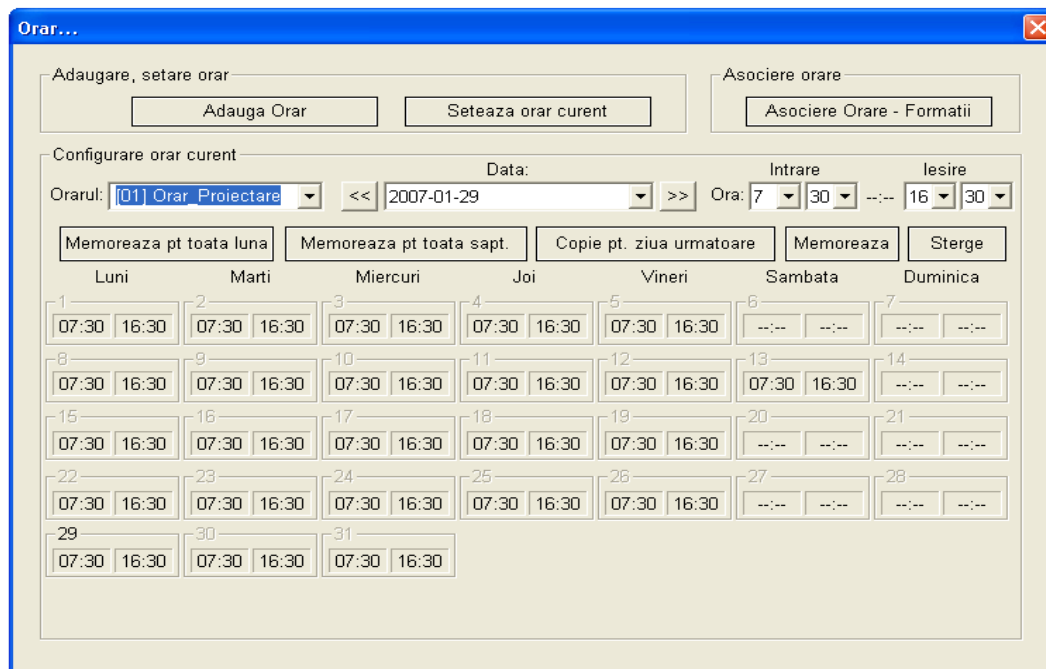 Orar...
Adaugare, setare orar
Asociere orare
Adauga Orar Seteaza orar curent Asociere Orare - Formatii
Configurare orar curent
Data: Intrare Iesire
Orarul: [01] Orar_Proiectare << 2007-01-29 >> Ora: 7 30 --:-- 16 30
Memoreaza pt toata luna Memoreaza pt toata sapt. Copie pt. ziua urmatoare Memoreaza Sterge
Luni Marti Miercuri Joi Vineri Sambata Duminica
1 2 3 4 5 6 7
07:30 16:30 07:30 16:30 07:30 16:30 07:30 16:30 07:30 16:30 --:-- --:-- --:-- --:--
8 9 10 11 12 13 14
07:30 16:30 07:30 16:30 07:30 16:30 07:30 16:30 07:30 16:30 07:30 16:30 --:-- --:--
15 16 17 18 19 20 21
07:30 16:30 07:30 16:30 07:30 16:30 07:30 16:30 07:30 16:30 --:-- --:-- --:-- --:--
22 23 24 25 26 27 28
07:30 16:30 07:30 16:30 07:30 16:30 07:30 16:30 07:30 16:30 --:-- --:-- --:-- --:--
29 30 31
07:30 16:30 07:30 16:30 07:30 16:30